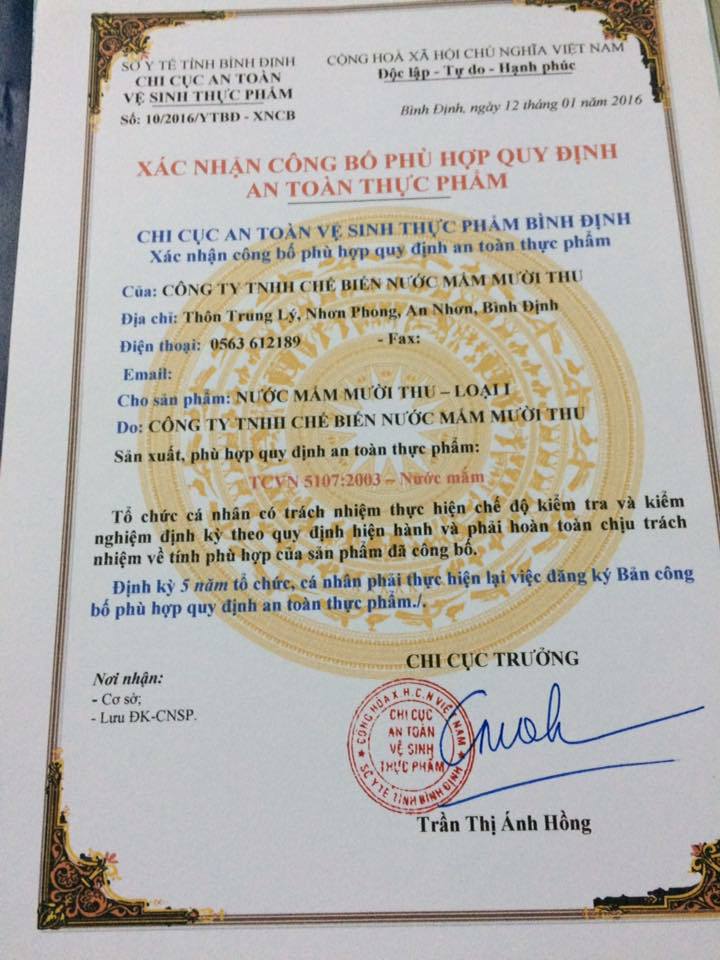 SỞ Y TẾ TỈNH BÌNH ĐỊNH
CHI CỤC AN TOÀN
VỆ SINH THỰC PHẨM
Số: 10/2016/YTBĐ - XNCB
CỘNG HOÀ XÃ HỘI CHỦ NGHĨA VIỆT NAM
Độc lập - Tự do - Hạnh phúc
Bình Định, ngày 12 tháng 01 năm 2016
XÁC NHẬN CÔNG BỐ PHÙ HỢP QUY ĐỊNH
AN TOÀN THỰC PHẨM
CHI CỤC AN TOÀN VỆ SINH THỰC PHẨM BÌNH ĐỊNH
Xác nhận công bố phù hợp quy định an toàn thực phẩm
Của: CÔNG TY TNHH CHẾ BIẾN NƯỚC MẮM MƯỜI THU
Địa chỉ: Thôn Trung Lý, Nhơn Phong, An Nhơn, Bình Định
Điện thoại: 0563 612189 - Fax:
Email:
Cho sản phẩm: NƯỚC MẮM MƯỜI THU – LOẠI I
Do: CÔNG TY TNHH CHẾ BIẾN NƯỚC MẮM MƯỜI THU
Sản xuất, phù hợp quy định an toàn thực phẩm:
TCVN 5107:2003 – Nước mắm
Tổ chức cá nhân có trách nhiệm thực hiện chế độ kiểm tra và kiểm
nghiệm định kỳ theo quy định hiện hành và phải hoàn toàn chịu trách
nhiệm về tính phù hợp của sản phẩm đã công bố.
Định kỳ 5 năm tổ chức, cá nhân phải thực hiện lại việc đăng ký Bản công
bố phù hợp quy định an toàn thực phẩm./.
Nơi nhận:
- Cơ sở;
- Lưu ĐK-CNSP.
CHI CỤC TRƯỞNG
CỘNG HÒA X.H.C.N VIỆT NAM
CHI CỤC
AN TOÀN
VỆ SINH
THỰC PHẨM
SỞ Y TẾ TỈNH BÌNH ĐỊNH
Trần Thị Ánh Hồng